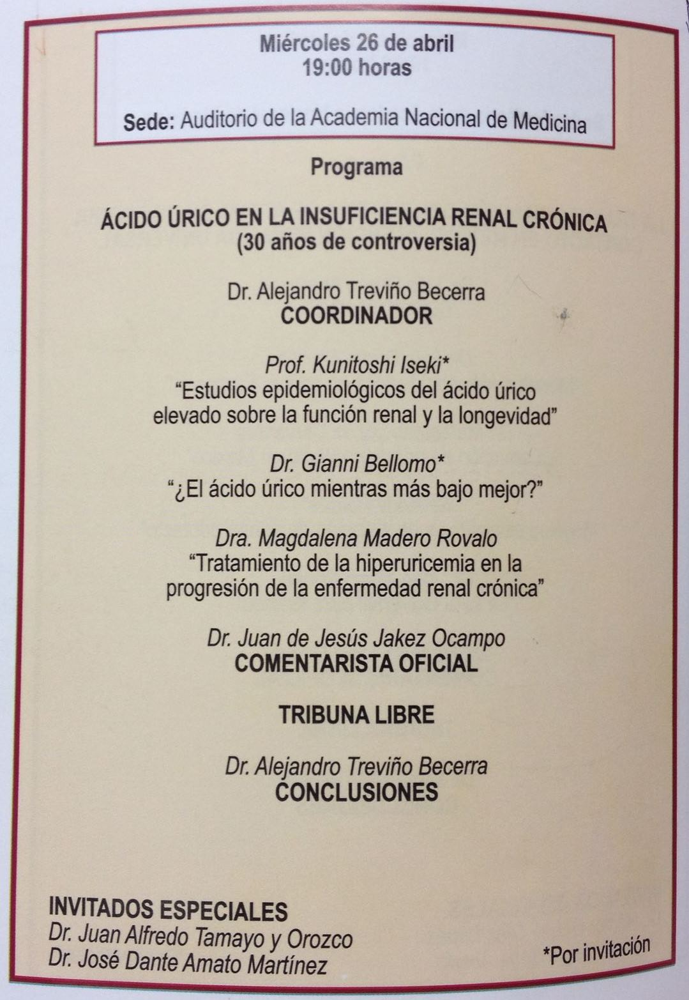 Miércoles 26 de abril
19:00 horas
Sede: Auditorio de la Academia Nacional de Medicina
Programa
ÁCIDO ÚRICO EN LA INSUFICIENCIA RENAL CRÓNICA
(30 años de controversia)
Dr. Alejandro Treviño Becerra
COORDINADOR
Prof. Kunitoshi Iseki*
“Estudios epidemiológicos del ácido úrico
elevado sobre la función renal y la longevidad”
Dr. Gianni Bellomo*
“¿El ácido úrico mientras más bajo mejor?”
Dra. Magdalena Madero Rovalo
“Tratamiento de la hiperuricemia en la
progresión de la enfermedad renal crónica”
Dr. Juan de Jesús Jakez Ocampo
COMENTARISTA OFICIAL
TRIBUNA LIBRE
Dr. Alejandro Treviño Becerra
CONCLUSIONES
INVITADOS ESPECIALES
Dr. Juan Alfredo Tamayo y Orozco
Dr. José Dante Amato Martínez
*Por invitación